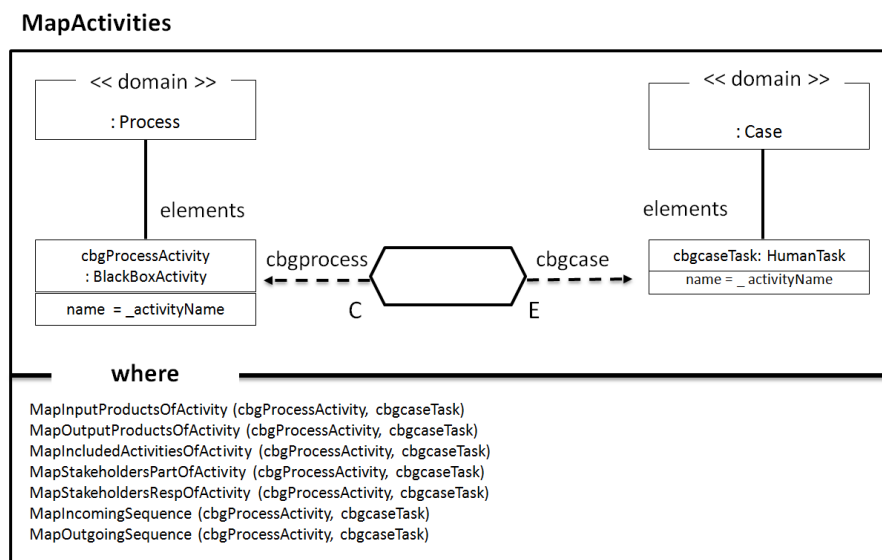 MapActivities
<< domain >>
: Process
<< domain >>
: Case
elements
elements
cbgProcessActivity
: BlackBoxActivity
name = _activityName
cbgprocess
cbgcase
C
E
cbgcaseTask: HumanTask
name = _ activityName
where
MapInputProductsOfActivity (cbgProcessActivity, cbgcaseTask)
MapOutputProductsOfActivity (cbgProcessActivity, cbgcaseTask)
MapIncludedActivitiesOfActivity (cbgProcessActivity, cbgcaseTask)
MapStakeholdersPartOfActivity (cbgProcessActivity, cbgcaseTask)
MapStakeholdersRespOfActivity (cbgProcessActivity, cbgcaseTask)
MapIncomingSequence (cbgProcessActivity, cbgcaseTask)
MapOutgoingSequence (cbgProcessActivity, cbgcaseTask)